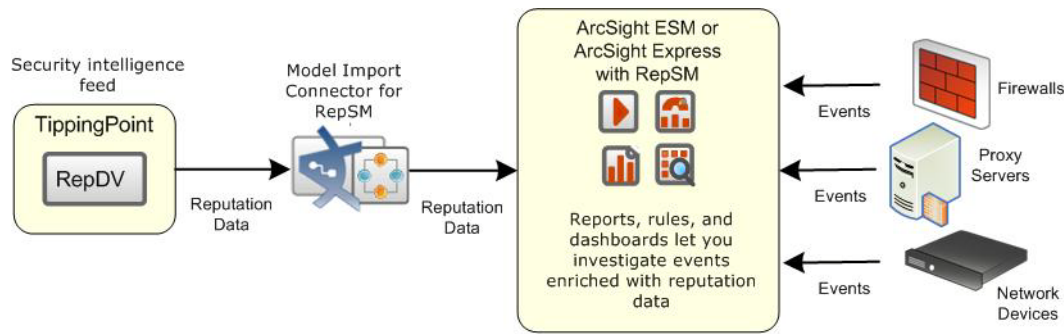 Security intelligence
feed
TippingPoint
RepDV
Reputation
Data
Model Import
Connector for
RepSM
Reputation
Data
ArcSight ESM or
ArcSight Express
with RepSM
Reports, rules, and
dashboards let you
investigate events
enriched with reputation
data
Events
Firewalls
Events
Proxy
Servers
Events
Network
Devices